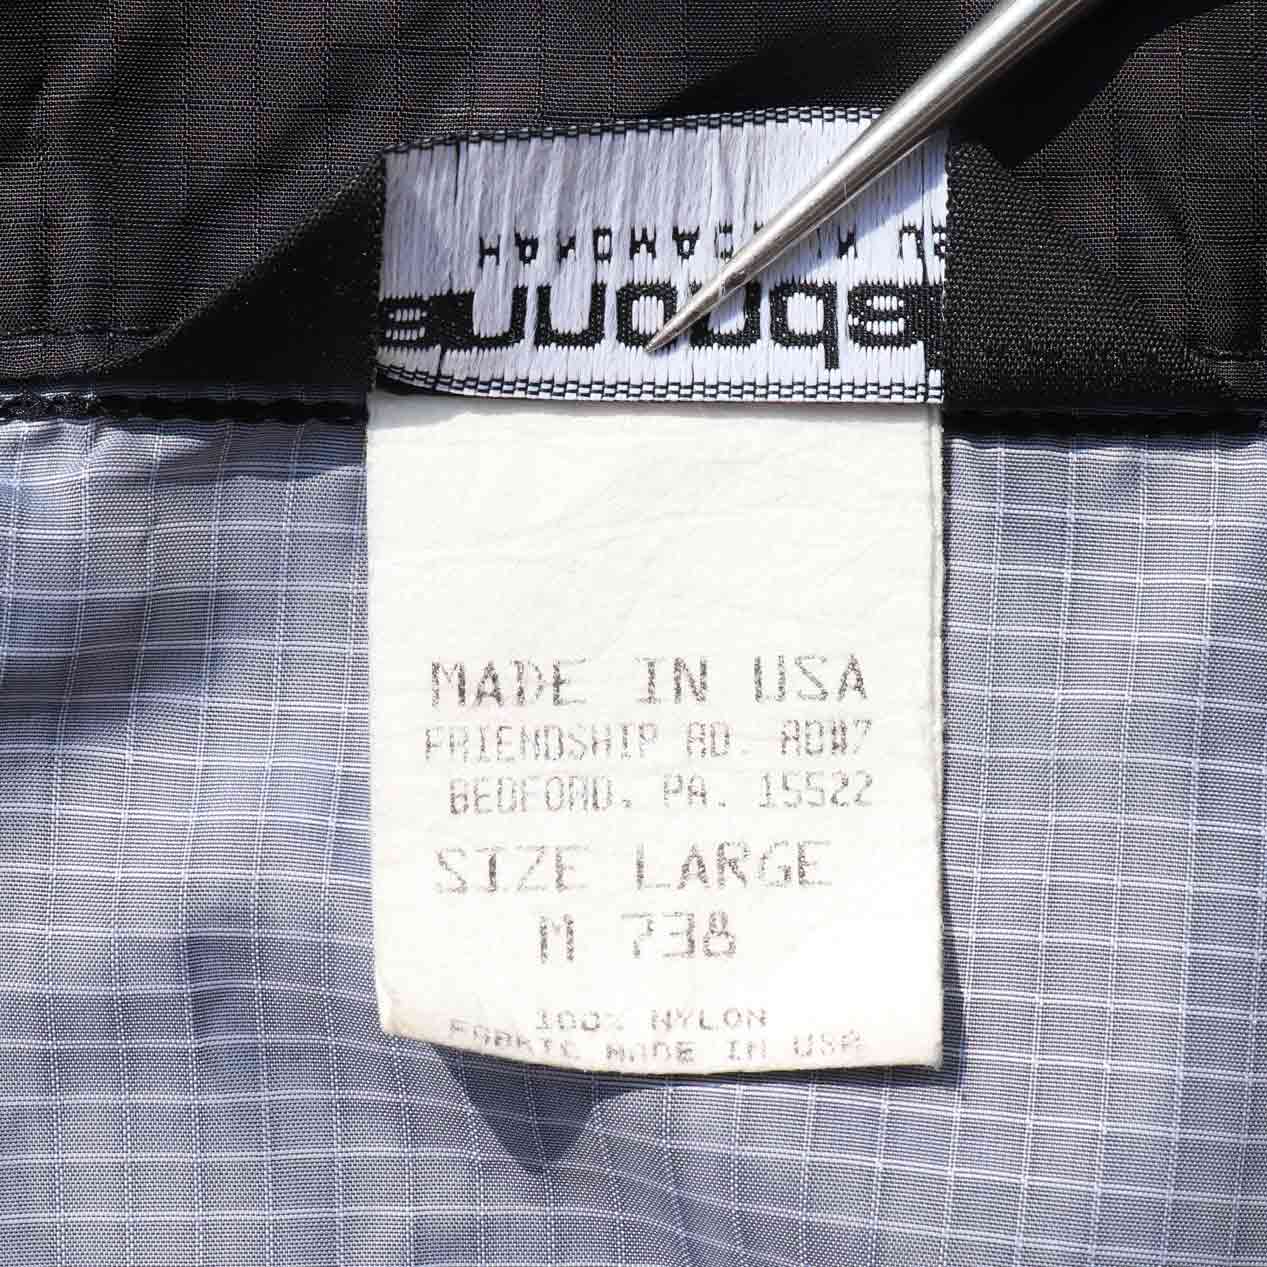 MADE IN USA
FRIENDSHIP RD. RD#7
BEDFORD, PA. 15522
SIZE LARGE
M 738
100% NYLON
FABRIC MADE IN USA